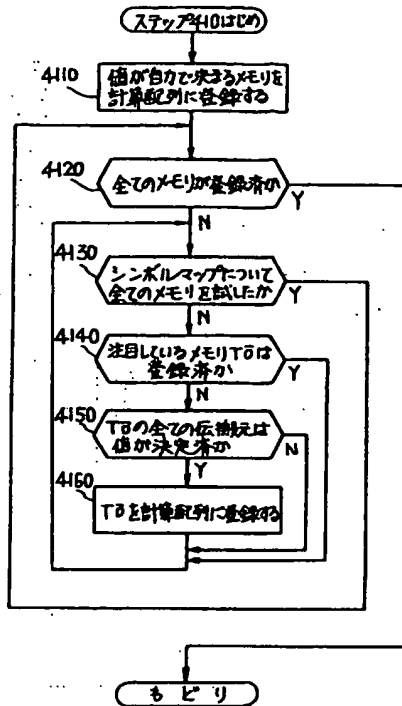 ステップ410はじめ
4110
値が自力で決まるメモリを
計算配列に登録する
4120
全てのメモリが登録済か
Y
N
4130
シンボルマップについて
全てのメモリを試したか
Y
N
4140
注目しているメモリTōは
登録済か
Y
N
4150
Tōの全ての伝搬元は
値が決定済か
N
Y
4160
Tōを計算配列に登録する
もどり